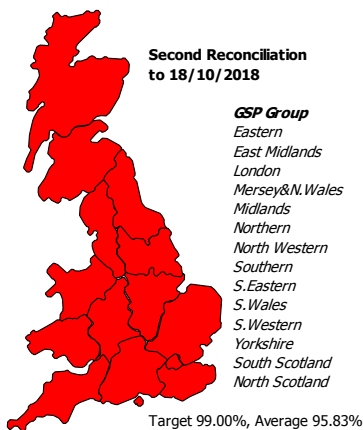 Second Reconciliation
to 18/10/2018
GSP Group
Eastern
East Midlands
London
Mersey&N.Wales
Midlands
Northern
North Western
Southern
S.Eastern
S.Wales
S.Western
Yorkshire
South Scotland
North Scotland
Target 99.00%, Average 95.83%